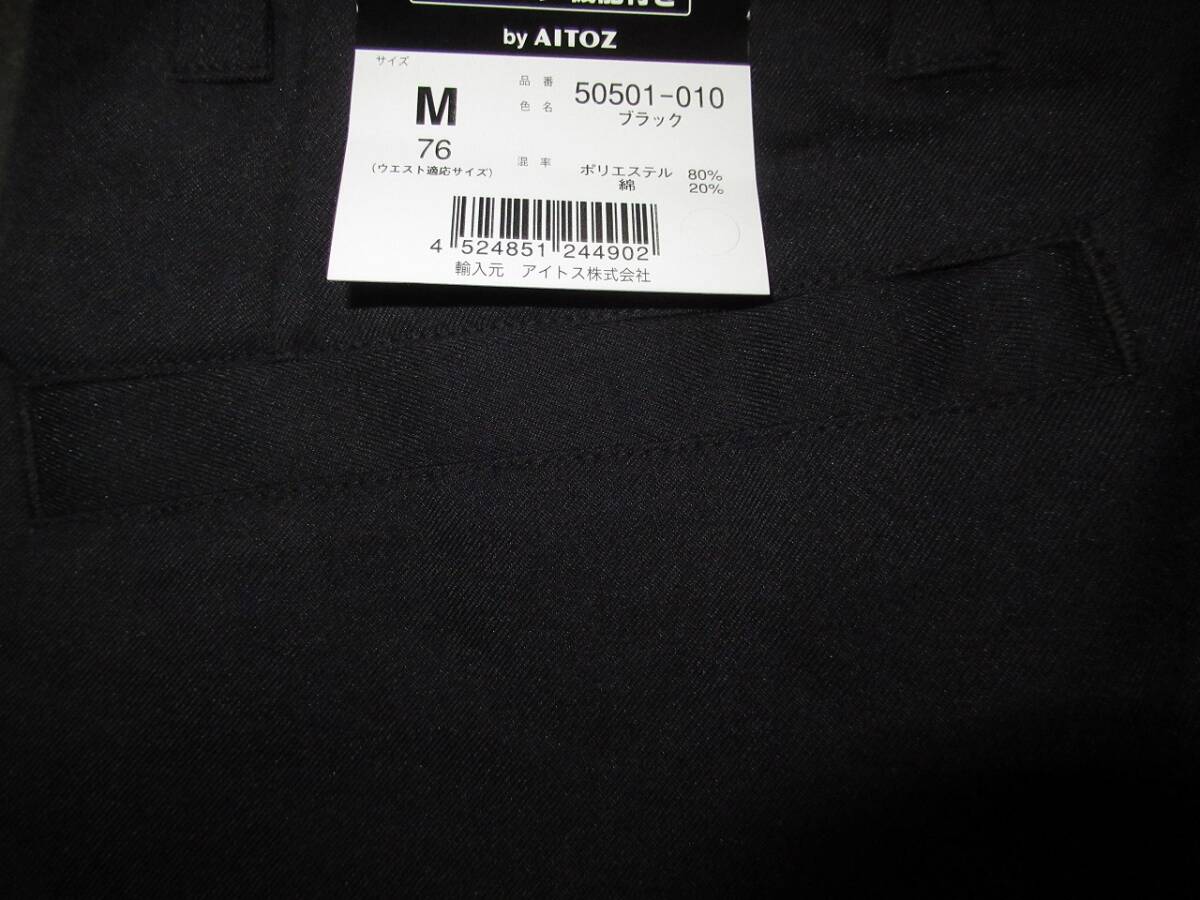 by AITOZ
サイズ
M
76
(ウエスト適応サイズ)
品番 50501-010
色名 ブラック
混率 ポリエステル 80%
綿 20%
4 524851 244902
輸入元 アイトス株式会社